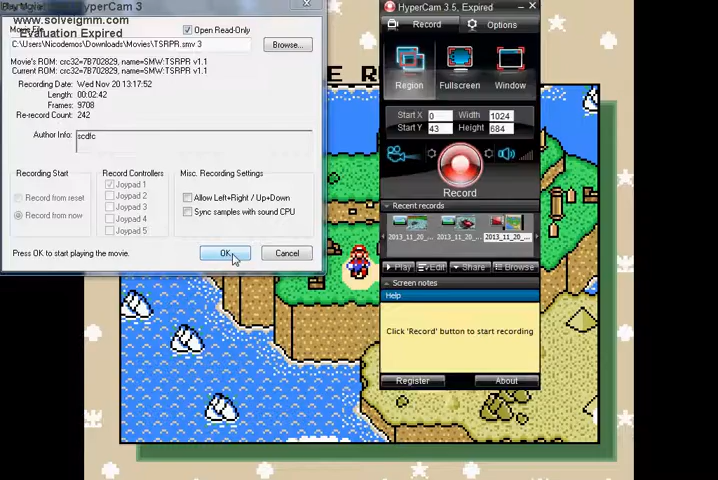 HyperCam 3
www.solveigmm.com
Evaluation Expired
Open Read-Only
C:\Users\Nicodemos\Downloads\Movies\TSRPR.smv 3
Browse...
Movie's ROM: crc32=7B702829, name=SMW:TSRPR v1.1
Current ROM: crc32=7B702829, name=SMW:TSRPR v1.1
Recording Date: Wed Nov 20 13:17:52
Length: 00:02:42
Frames: 9708
Re-record Count: 242
Author Info:
Recording Start
Record from reset
Record from now
Record Controllers
Joypad 1
Joypad 2
Joypad 3
Joypad 4
Joypad 5
Misc. Recording Settings
Allow Left+Right / Up+Down
Sync samples with sound CPU
Press OK to start playing the movie.
OK
Cancel
HyperCam 3.5, Expired
Record
Options
Region
Fullscreen
Window
Start X 0 Width 1024
Start Y 43 Height 684
Record
Recent records
2013_11_20_...
2013_11_20_...
2013_11_20_...
Play
Edit
Share
Browse
Screen notes
Help
Click 'Record' button to start recording
Register
About